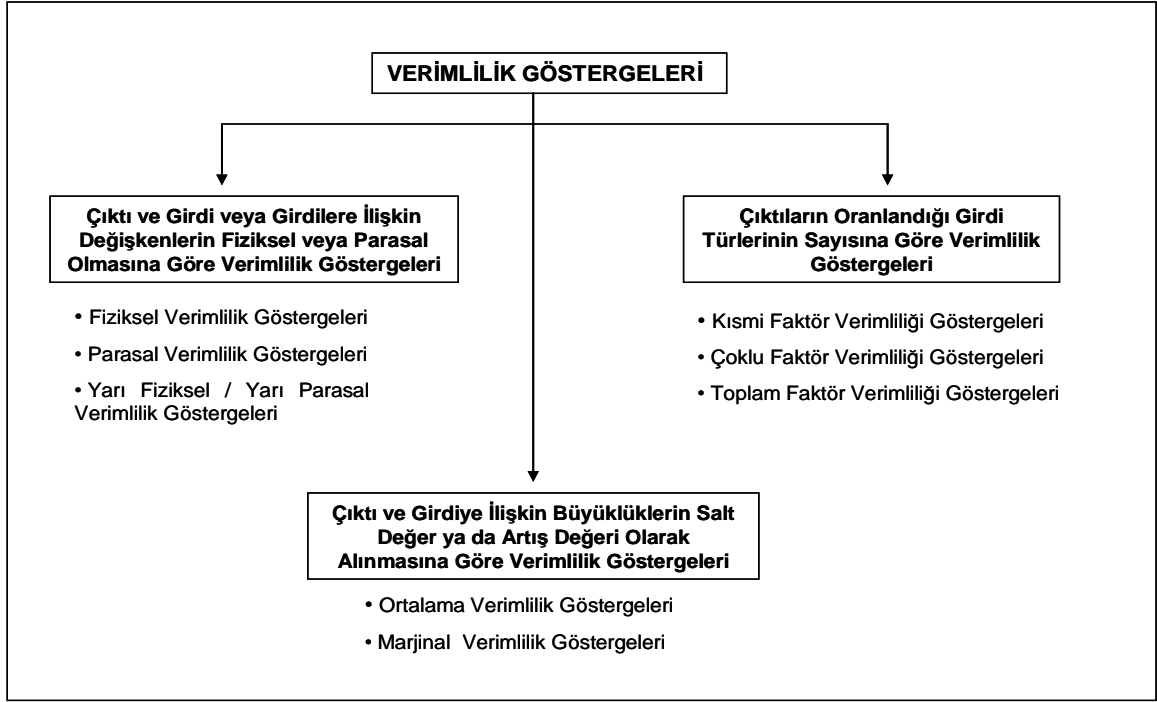 VERİMLİLİK GÖSTERGELERİ
Çıktı ve Girdi veya Girdilere İlişkin
Değişkenlerin Fiziksel veya Parasal
Olmasına Göre Verimlilik Göstergeleri
• Fiziksel Verimlilik Göstergeleri
• Parasal Verimlilik Göstergeleri
• Yarı Fiziksel / Yarı Parasal
Verimlilik Göstergeleri
Çıktıların Oranlandığı Girdi
Türlerinin Sayısına Göre Verimlilik
Göstergeleri
• Kısmi Faktör Verimliliği Göstergeleri
• Çoklu Faktör Verimliliği Göstergeleri
• Toplam Faktör Verimliliği Göstergeleri
Çıktı ve Girdiye İlişkin Büyüklüklerin Salt
Değer ya da Artış Değeri Olarak
Alınmasına Göre Verimlilik Göstergeleri
• Ortalama Verimlilik Göstergeleri
• Marjinal Verimlilik Göstergeleri